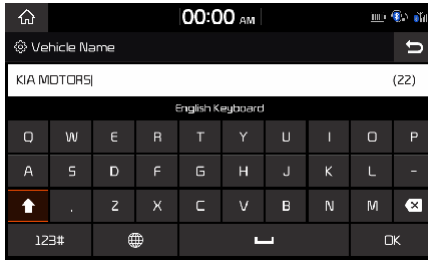 00:00 AM
Vehicle Name
KIA MOTORS (22)
English Keyboard
Q W E R T Y U I O P
A S D F G H J K L -
. Z X C V B N M
123# OK